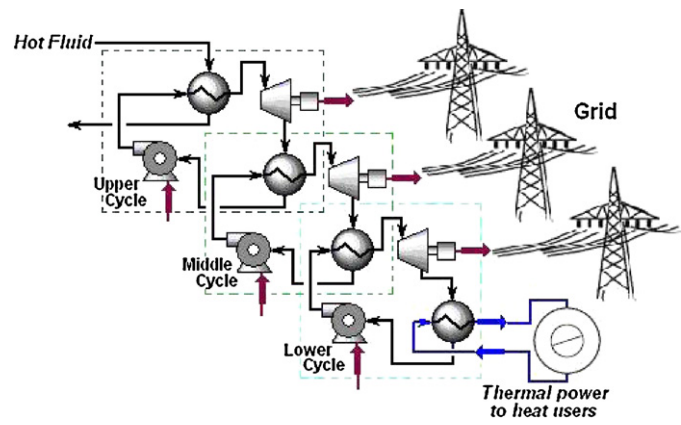 Hot Fluid
Grid
Upper
Cycle
Middle
Cycle
Lower
Cycle
Thermal power
to heat users